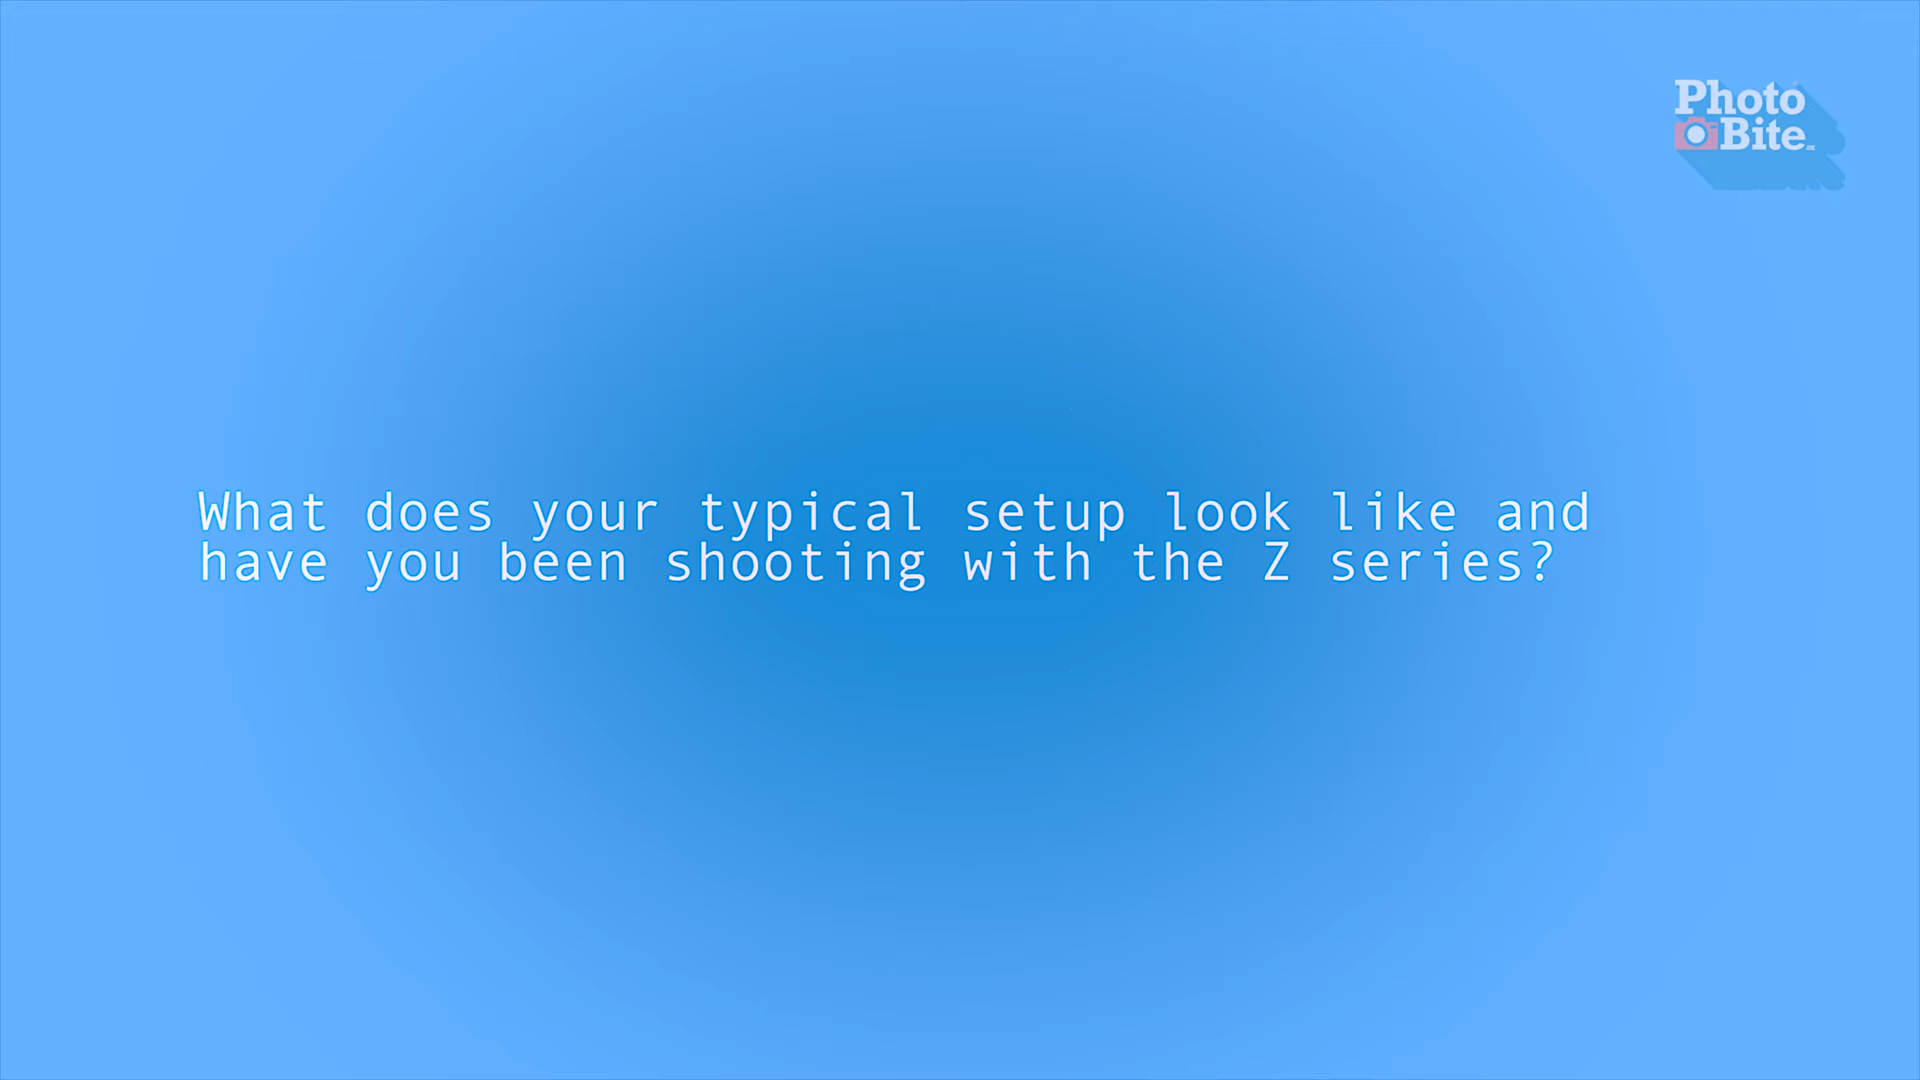 Photo
Bite
What does your typical setup look like and
have you been shooting with the Z series?